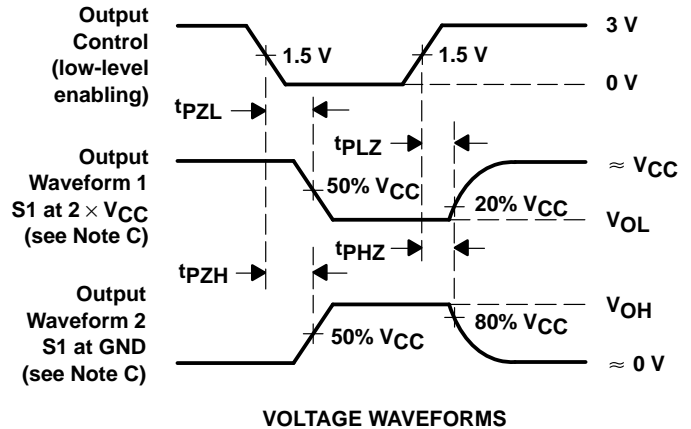 Output
Control
(low-level
enabling)
1.5 V
1.5 V
3 V
0 V
tPZL
tPLZ
Output
Waveform 1
S1 at 2 × VCC
(see Note C)
50% VCC
20% VCC
≈ VCC
VOL
tPZH
tPHZ
Output
Waveform 2
S1 at GND
(see Note C)
50% VCC
80% VCC
VOH
≈ 0 V
VOLTAGE WAVEFORMS